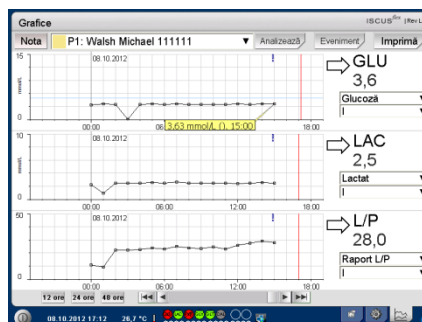 Grafice
ISCUSflex
Nota P1: Walsh Michael 111111 Analizează Eveniment Imprimă
15
08.10.2012
!
mmol/L
0
00:00 06:00 18:00
3,63 mmol/L (), 15:00
GLU
3,6
Glucoză
I
10
08.10.2012
!
mmol/L
0
00:00 06:00 12:00 18:00
LAC
2,5
Lactat
I
50
08.10.2012
!
0
00:00 06:00 12:00 18:00
L/P
28,0
Raport L/P
I
12 ore 24 ore 48 ore
08.10.2012 17:12 26,7 °C